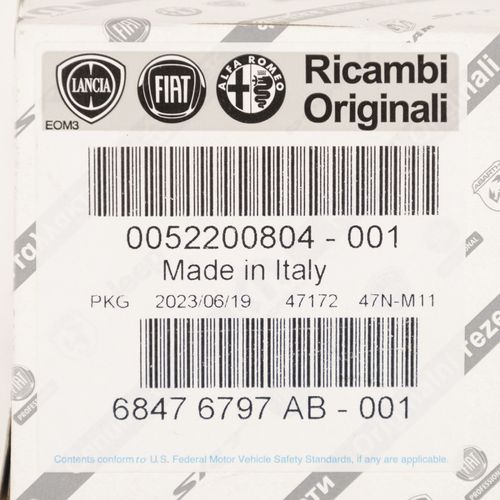 LANCIA FIAT ALFA ROMEO Ricambi
Originali
EOM3
0052200804 - 001
Made in Italy
PKG 2023/06/19 47172 47N-M11
6847 6797 AB - 001
Contents conform to U.S. Federal Motor Vehicle Safety Standards, if any are applicable.